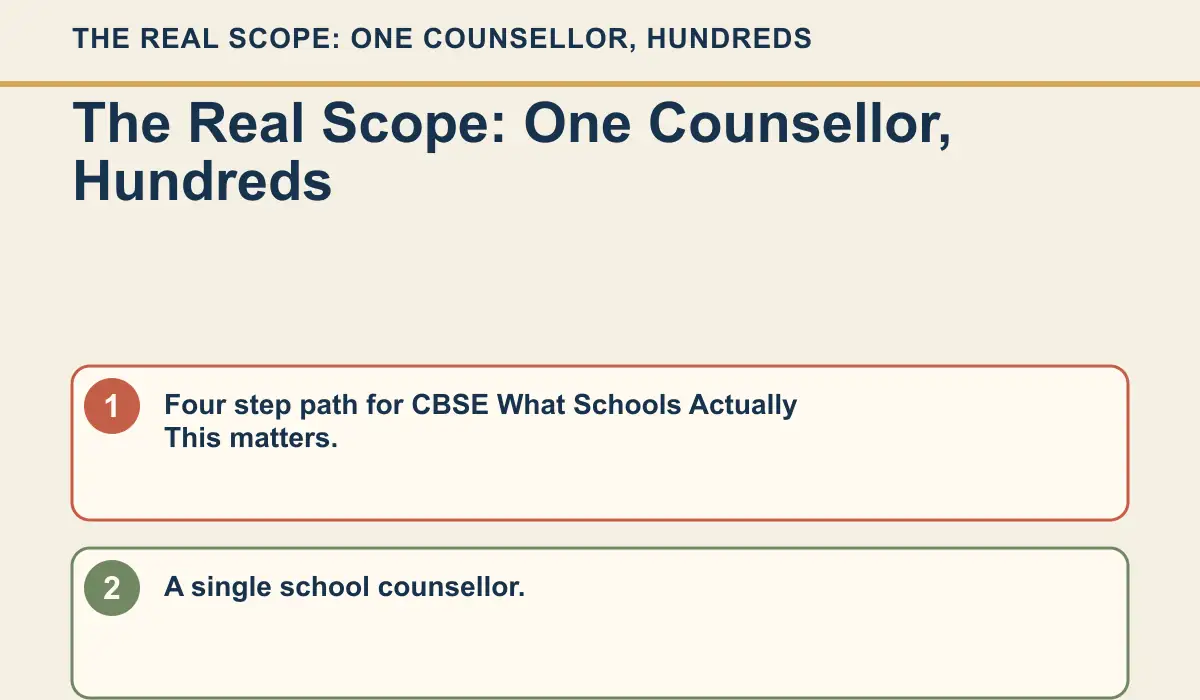 THE REAL SCOPE: ONE COUNSELLOR, HUNDREDS
The Real Scope: One Counsellor,
Hundreds
1
Four step path for CBSE What Schools Actually
This matters.
2
A single school counsellor.